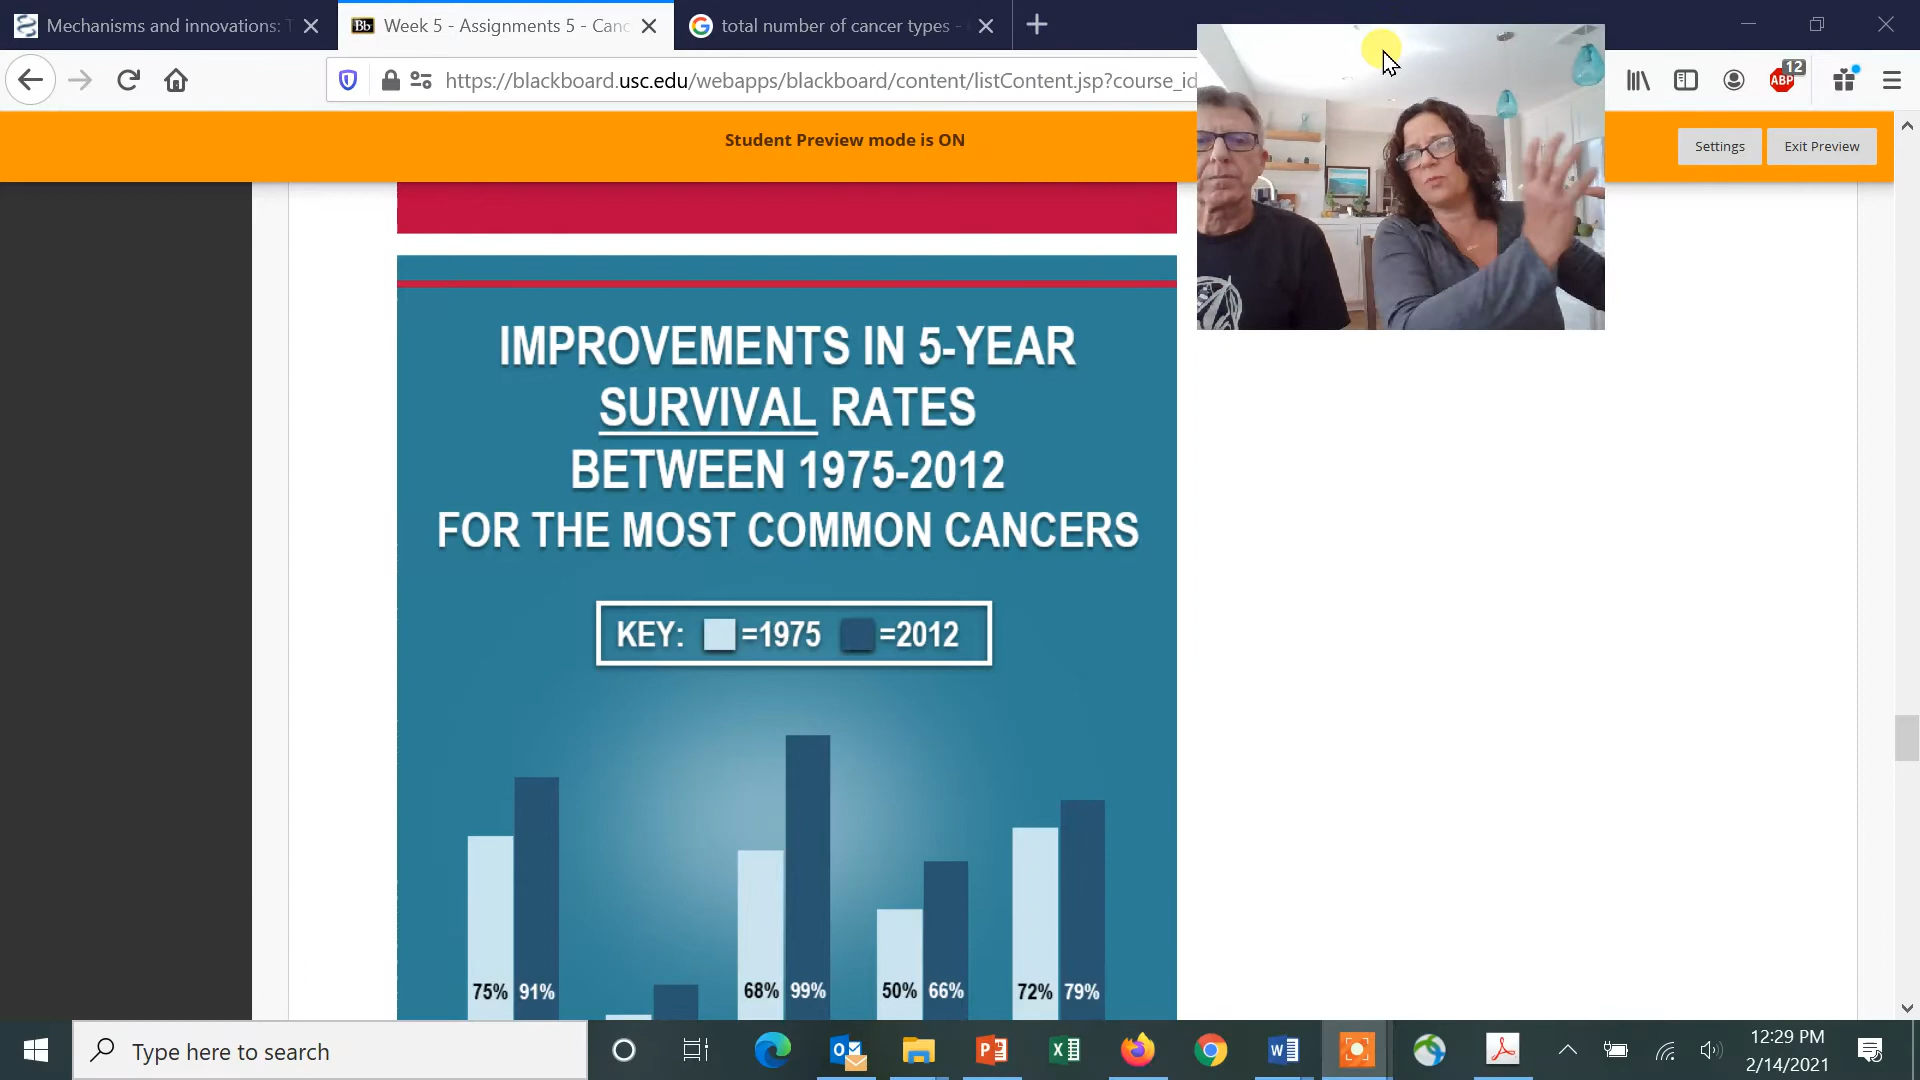 Mechanisms and innovations: T
Bb
Week 5 - Assignments 5 - Canc
total number of cancer types -
https://blackboard.usc.edu/webapps/blackboard/content/listContent.jsp?course_id
ABP
12
Student Preview mode is ON
Settings
Exit Preview
IMPROVEMENTS IN 5-YEAR
SURVIVAL RATES
BETWEEN 1975-2012
FOR THE MOST COMMON CANCERS
KEY: =1975 =2012
75% 91% 68% 99% 50% 66% 72% 79%
Type here to search
12:29 PM
2/14/2021